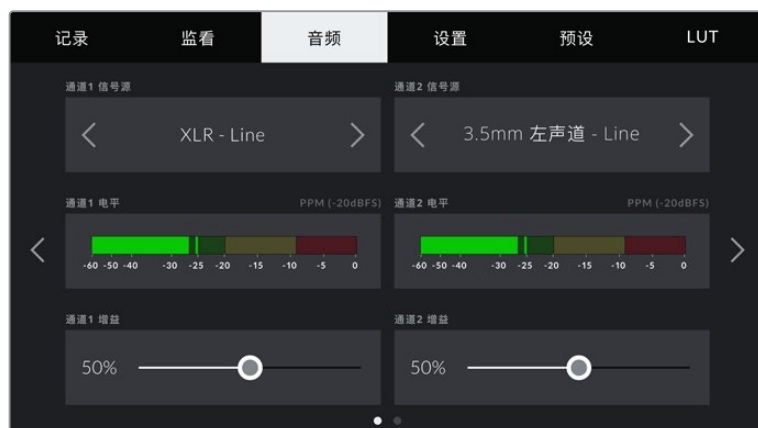 记录 监看 音频 设置 预设 LUT
通道1 信号源 通道2 信号源
XLR - Line 3.5mm 左声道 - Line
通道1 电平 PPM (-20dBFS) 通道2 电平 PPM (-20dBFS)
-60 -50 -40 -30 -25 -20 -15 -10 -5 0 -60 -50 -40 -30 -25 -20 -15 -10 -5 0
通道1 增益 通道2 增益
50% 50%